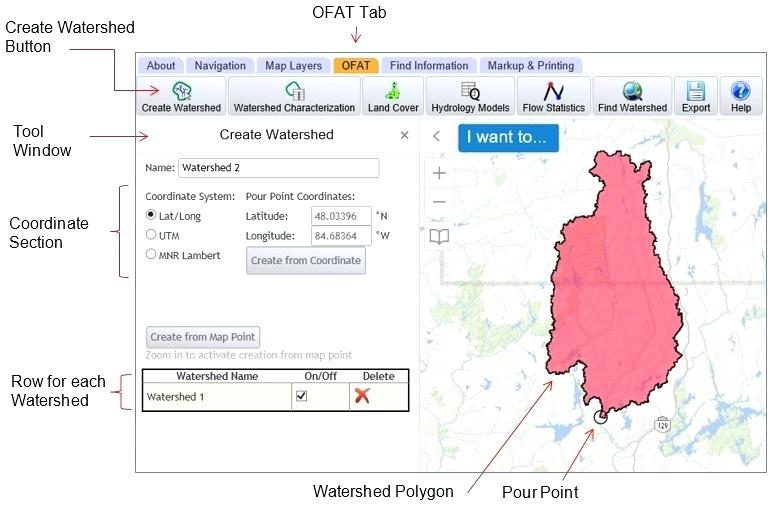 OFAT Tab
Create Watershed
Button
About Navigation Map Layers OFAT Find Information Markup & Printing
Create Watershed Watershed Characterization Land Cover Hydrology Models Flow Statistics Find Watershed Export Help
Tool
Window
Create Watershed ×
I want to...
Name: Watershed 2
Coordinate System: Pour Point Coordinates:
Lat/Long Latitude: 48.03396 °N
UTM Longitude: 84.68364 °W
MNR Lambert Create from Coordinate
Coordinate
Section
Create from Map Point
Zoom in to activate creation from map point
Row for each
Watershed
Watershed Name On/Off Delete
Watershed 1
129
Watershed Polygon
Pour Point